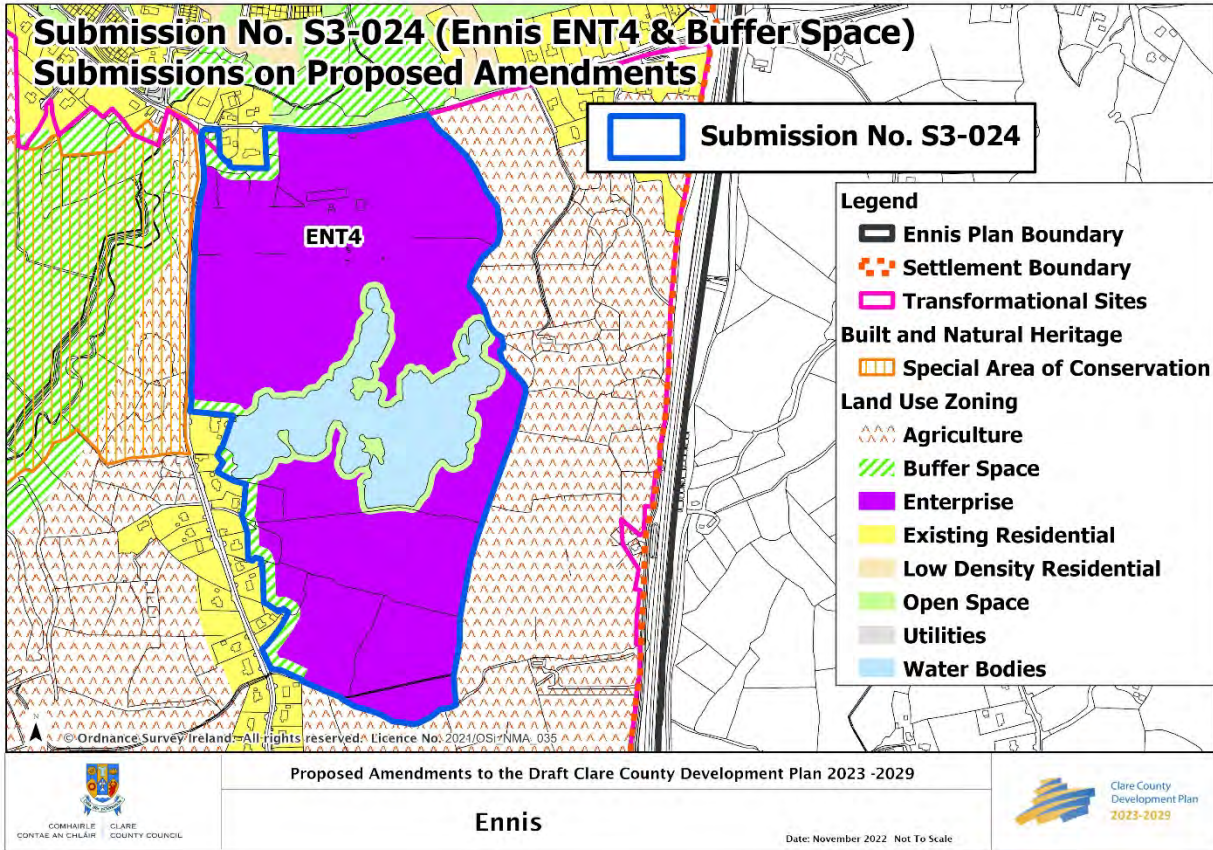 Submission No. S3-024 (Ennis ENT4 & Buffer Space)
Submissions on Proposed Amendments
Submission No. S3-024
ENT4
Legend
Ennis Plan Boundary
Settlement Boundary
Transformational Sites
Built and Natural Heritage
Special Area of Conservation
Land Use Zoning
Agriculture
Buffer Space
Enterprise
Existing Residential
Low Density Residential
Open Space
Utilities
Water Bodies
N
© Ordnance Survey Ireland. All rights reserved. Licence No. 2021/OSi_NMA_035
COMHAIRLE CLARE
CONTAE AN CHLÁIR COUNTY COUNCIL
Proposed Amendments to the Draft Clare County Development Plan 2023 -2029
Ennis
Date: November 2022 Not To Scale
Clare County
Development Plan
2023-2029